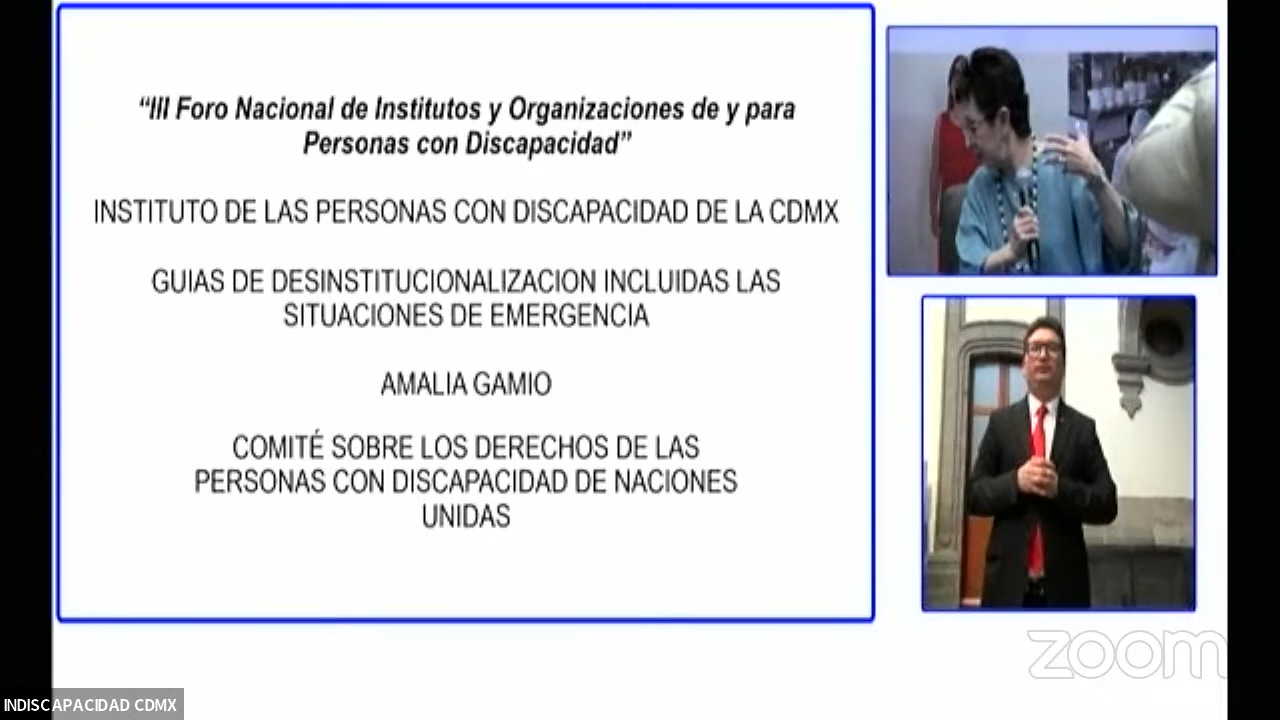 “III Foro Nacional de Institutos y Organizaciones de y para
Personas con Discapacidad”
INSTITUTO DE LAS PERSONAS CON DISCAPACIDAD DE LA CDMX
GUIAS DE DESINSTITUCIONALIZACION INCLUIDAS LAS
SITUACIONES DE EMERGENCIA
AMALIA GAMIO
COMITÉ SOBRE LOS DERECHOS DE LAS
PERSONAS CON DISCAPACIDAD DE NACIONES
UNIDAS
zoom
INDISCAPACIDAD CDMX